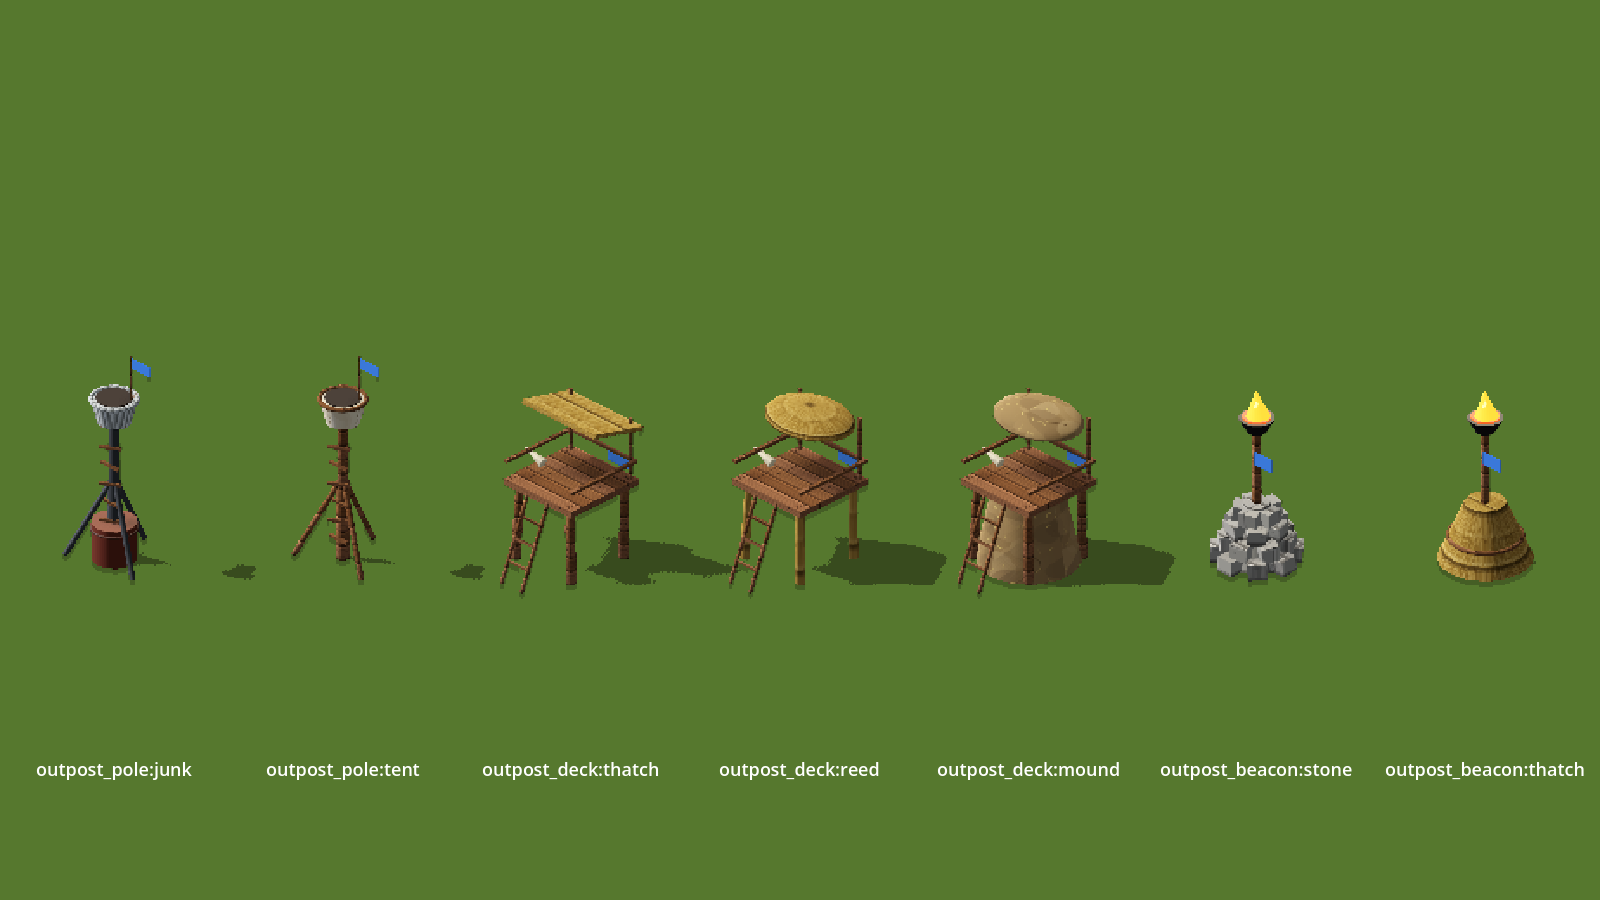 outpost_pole:junk
outpost_pole:tent
outpost_deck:thatch
outpost_deck:reed
outpost_deck:mound
outpost_beacon:stone
outpost_beacon:thatch